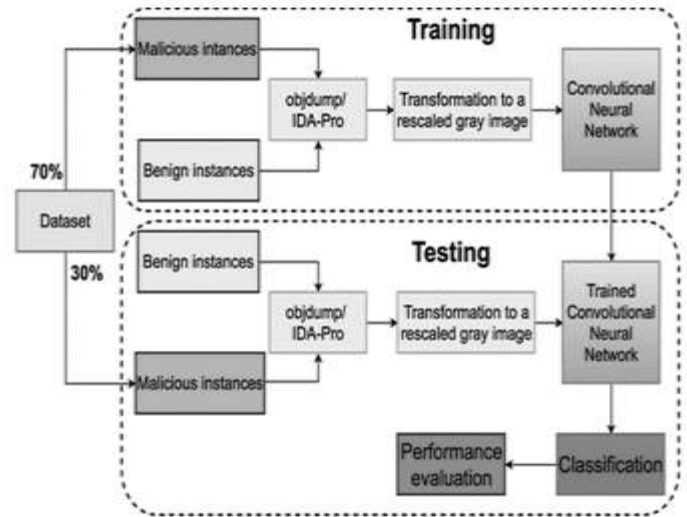 Training
Malicious intances
objdump/
IDA-Pro
Transformation to a
rescaled gray image
Convolutional
Neural
Network
Benign instances
70%
Dataset
30%
Testing
Benign instances
objdump/
IDA-Pro
Transformation to a
rescaled gray image
Trained
Convolutional
Neural
Network
Malicious instances
Performance
evaluation
Classification